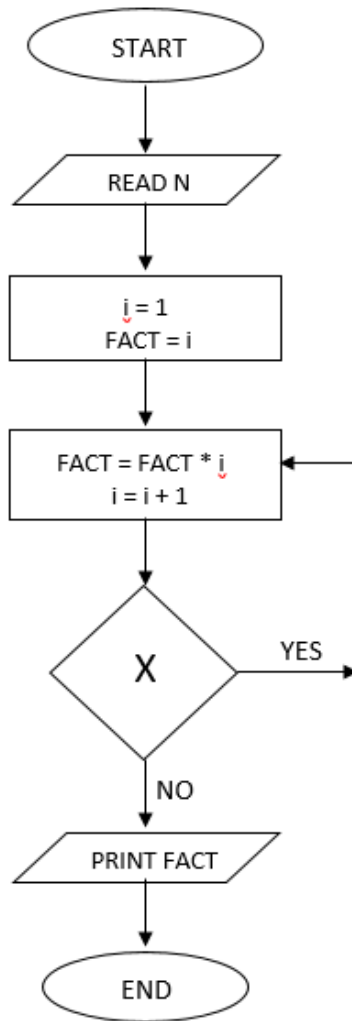 START
READ N
i = 1
FACT = i
FACT = FACT * i
i = i + 1
X
YES
NO
PRINT FACT
END